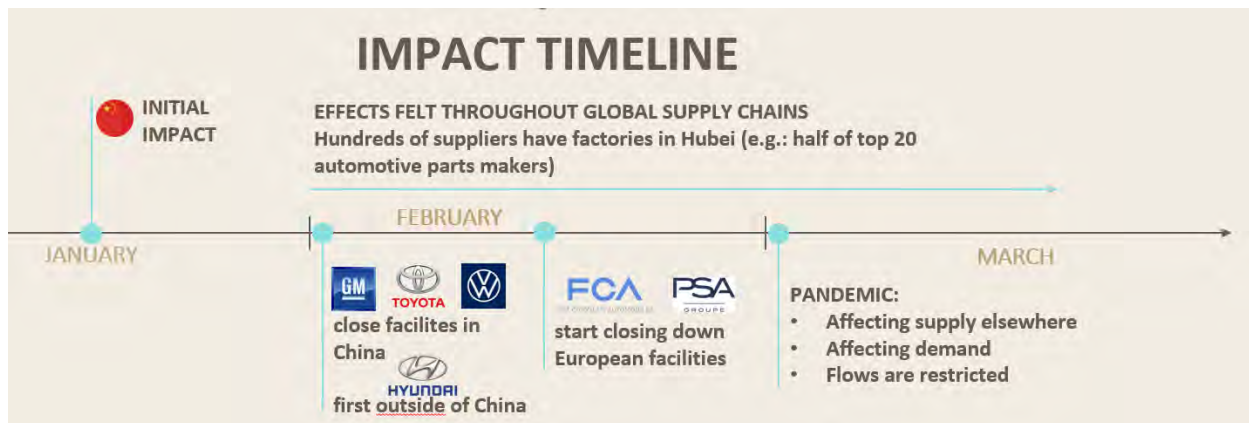 IMPACT TIMELINE
INITIAL
IMPACT
EFFECTS FELT THROUGHOUT GLOBAL SUPPLY CHAINS
Hundreds of suppliers have factories in Hubei (e.g.: half of top 20
automotive parts makers)
JANUARY
FEBRUARY
MARCH
GM
TOYOTA
close facilites in
China
HYUNDAI
first outside of China
FCA
PSA
GROUPE
start closing down
European facilities
PANDEMIC:
• Affecting supply elsewhere
• Affecting demand
• Flows are restricted